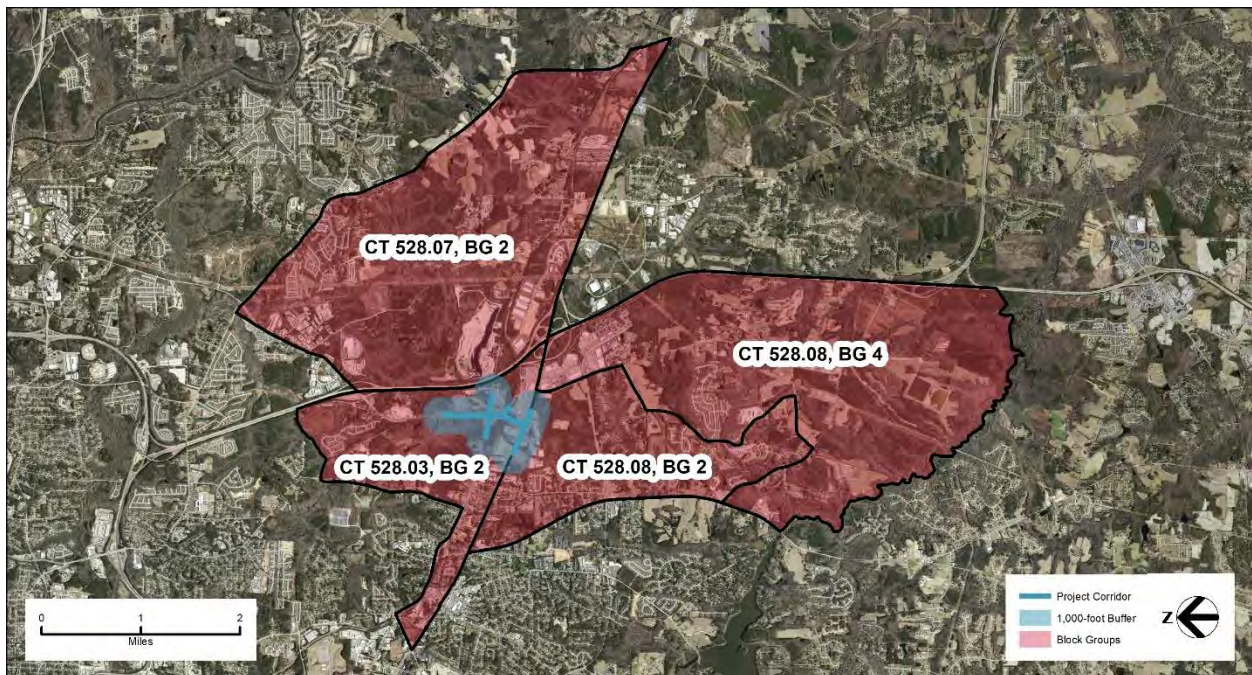 CT 528.07, BG 2
CT 528.08, BG 4
CT 528.03, BG 2
CT 528.08, BG 2
0 1 2
Miles
Project Corridor
1,000-foot Buffer
Block Groups
Z